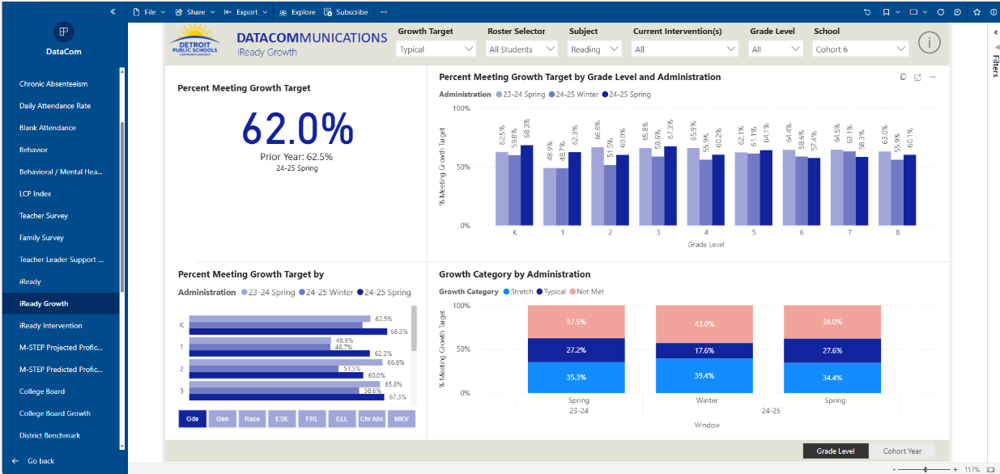 File
Share
Export
Explore
Subscribe
DataCom
Chronic Absenteeism
Daily Attendance Rate
Blank Attendance
Behavior
Behavioral / Mental Hea...
LCP Index
Teacher Survey
Family Survey
Teacher Leader Support ...
iReady
iReady Growth
iReady Intervention
M-STEP Projected Profic...
M-STEP Predicted Profic...
College Board
College Board Growth
District Benchmark
Go back
DETROIT
PUBLIC SCHOOLS
COMMUNITY DISTRICT
DATACOMMUNICATIONS
iReady Growth
Growth Target
Typical
Roster Selector
All Students
Subject
Reading
Current Intervention(s)
All
Grade Level
All
School
Cohort 6
Filters
Percent Meeting Growth Target
62.0%
Prior Year: 62.5%
24-25 Spring
Percent Meeting Growth Target by Grade Level and Administration
Administration 23-24 Spring 24-25 Winter 24-25 Spring
% Meeting Growth Target
100%
50%
0%
62.5% 59.8% 68.3%
48.9% 48.7% 62.3%
66.6% 51.5% 60.0%
65.8% 58.6% 67.3%
65.9% 55.9% 60.2%
62.1% 61.1% 64.1%
64.4% 58.6% 57.4%
64.5% 63.1% 58.3%
63.0% 55.9% 60.1%
K 1 2 3 4 5 6 7 8
Grade Level
Percent Meeting Growth Target by
Administration 23-24 Spring 24-25 Winter 24-25 Spring
K
62.5%
68.3%
1
48.9%
48.7%
62.3%
2
66.6%
51.5%
60.0%
3
65.8%
58.6%
67.3%
Gde Gen Race ESE FRL ELL Chr Abs MKV
Growth Category by Administration
Growth Category Stretch Typical Not Met
% Meeting Growth Target
100%
50%
0%
37.5% 43.0% 38.0%
27.2% 17.6% 27.6%
35.3% 39.4% 34.4%
Spring Winter Spring
23-24 24-25
Window
Grade Level
Cohort Year
117%